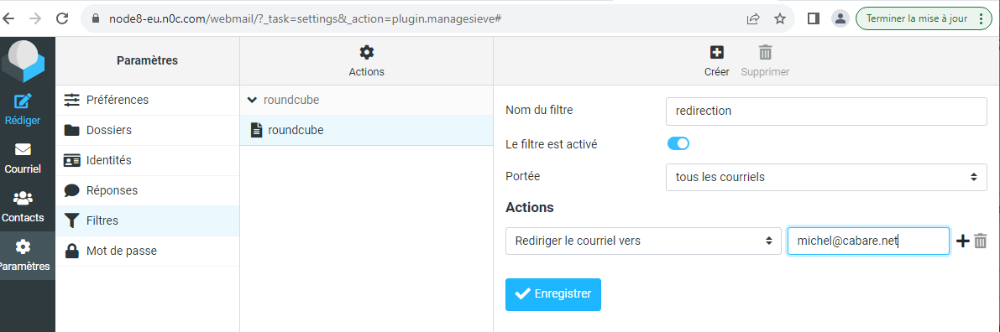 node8-eu.n0c.com/webmail/?_task=settings&_action=plugin.managesieve#
Terminer la mise à jour
Rédiger
Courriel
Contacts
Paramètres
Paramètres
Préférences
Dossiers
Identités
Réponses
Filtres
Mot de passe
Actions
roundcube
roundcube
Créer
Supprimer
Nom du filtre
redirection
Le filtre est activé
Portée
tous les courriels
Actions
Rediriger le courriel vers
michel@cabare.net
Enregistrer